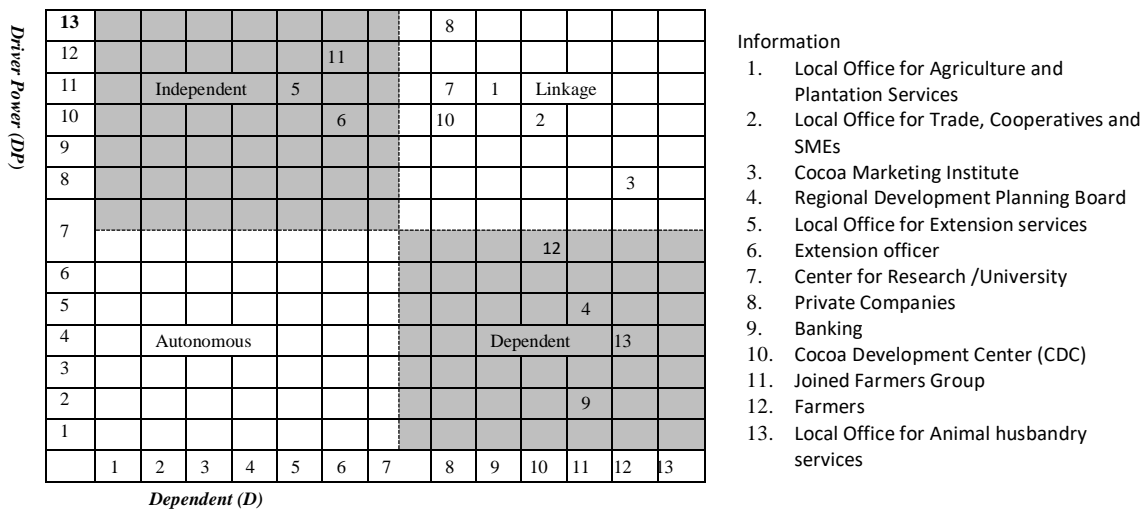 Driver Power (DP)
13 8
12 11
11 Independent 5 7 1 Linkage
10 6 10 2
9
8 3
7
12
6
5 4
4 Autonomous Dependent 13
3
2 9
1
1 2 3 4 5 6 7 8 9 10 11 12 13
Dependent (D)
Information
1. Local Office for Agriculture and
Plantation Services
2. Local Office for Trade, Cooperatives and
SMEs
3. Cocoa Marketing Institute
4. Regional Development Planning Board
5. Local Office for Extension services
6. Extension officer
7. Center for Research /University
8. Private Companies
9. Banking
10. Cocoa Development Center (CDC)
11. Joined Farmers Group
12. Farmers
13. Local Office for Animal husbandry
services